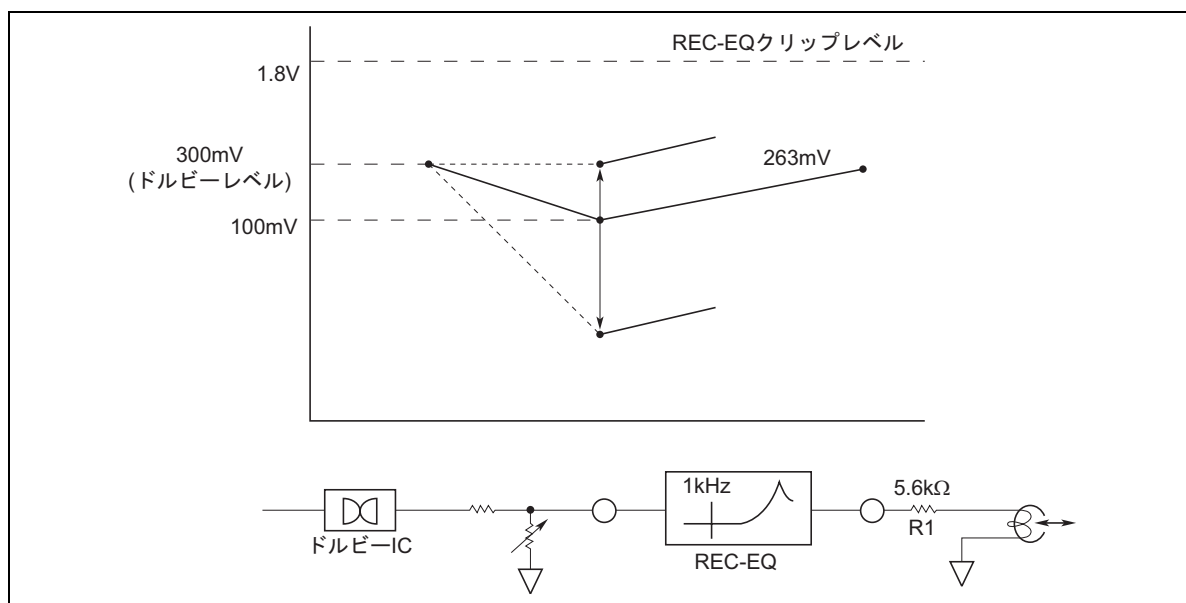 REC-EQクリップレベル
1.8V
300mV
(ドルビーレベル)
263mV
100mV
1kHz
5.6kΩ
R1
ドルビーIC
REC-EQ